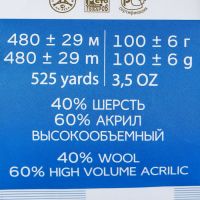 480 ± 29 м 100 ± 6 г
480 ± 29 m 100 ± 6 g
525 yards 3,5 OZ
40% ШЕРСТЬ
60% АКРИЛ
ВЫСОКООБЪЕМНЫЙ
40% WOOL
60% HIGH VOLUME ACRILIC